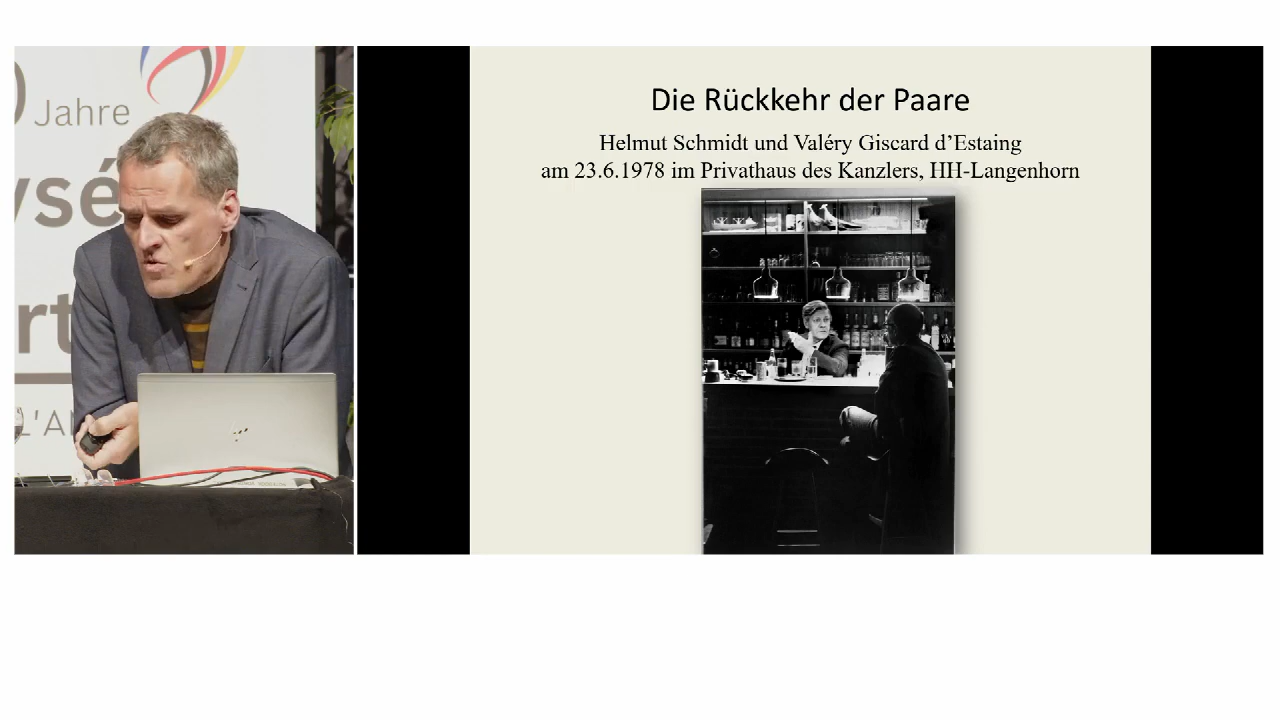 Jahre
Die Rückkehr der Paare
Helmut Schmidt und Valéry Giscard d’Estaing
am 23.6.1978 im Privathaus des Kanzlers, HH-Langenhorn